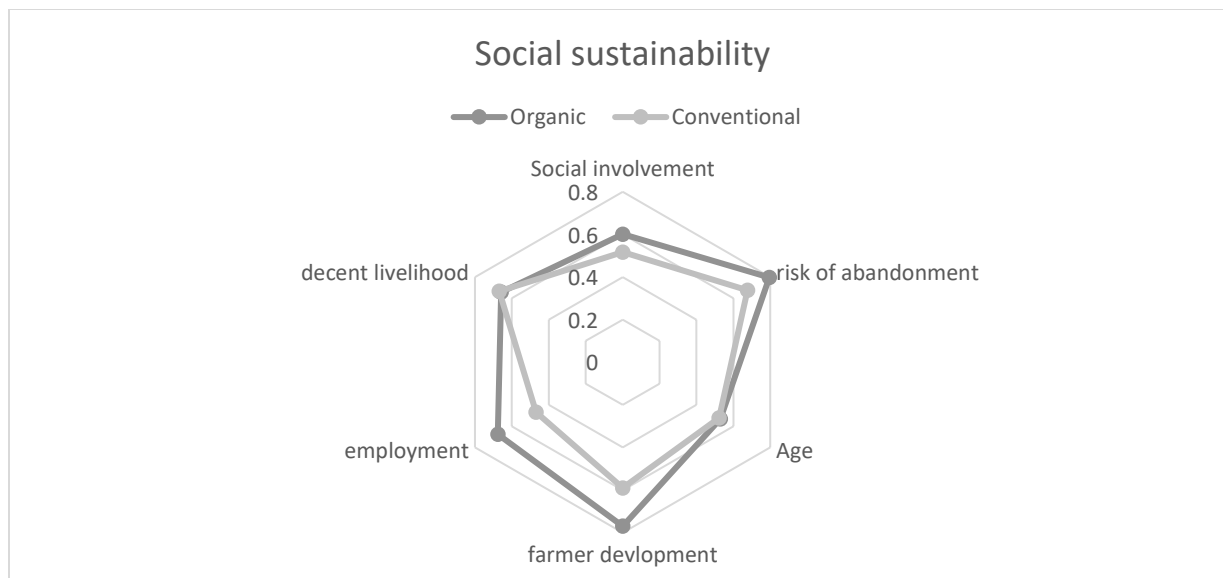 Social sustainability
Organic Conventional
Social involvement
0.8
0.6
decent livelihood
risk of abandonment
0.4
0.2
0
employment
Age
farmer devlopment